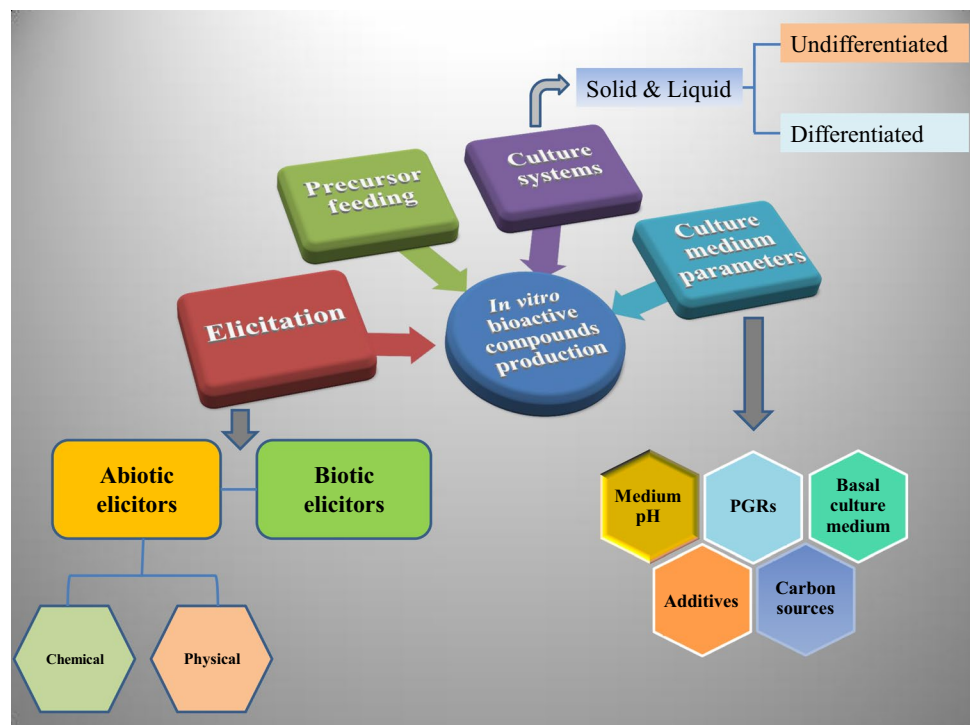 Undifferentiated
Solid & Liquid
Differentiated
Culture
systems
Precursor
feeding
Culture
medium
parameters
Elicitation
In vitro
bioactive
compounds
production
Abiotic
elicitors
Biotic
elicitors
Chemical
Physical
Medium
pH
PGRs
Basal
culture
medium
Additives
Carbon
sources